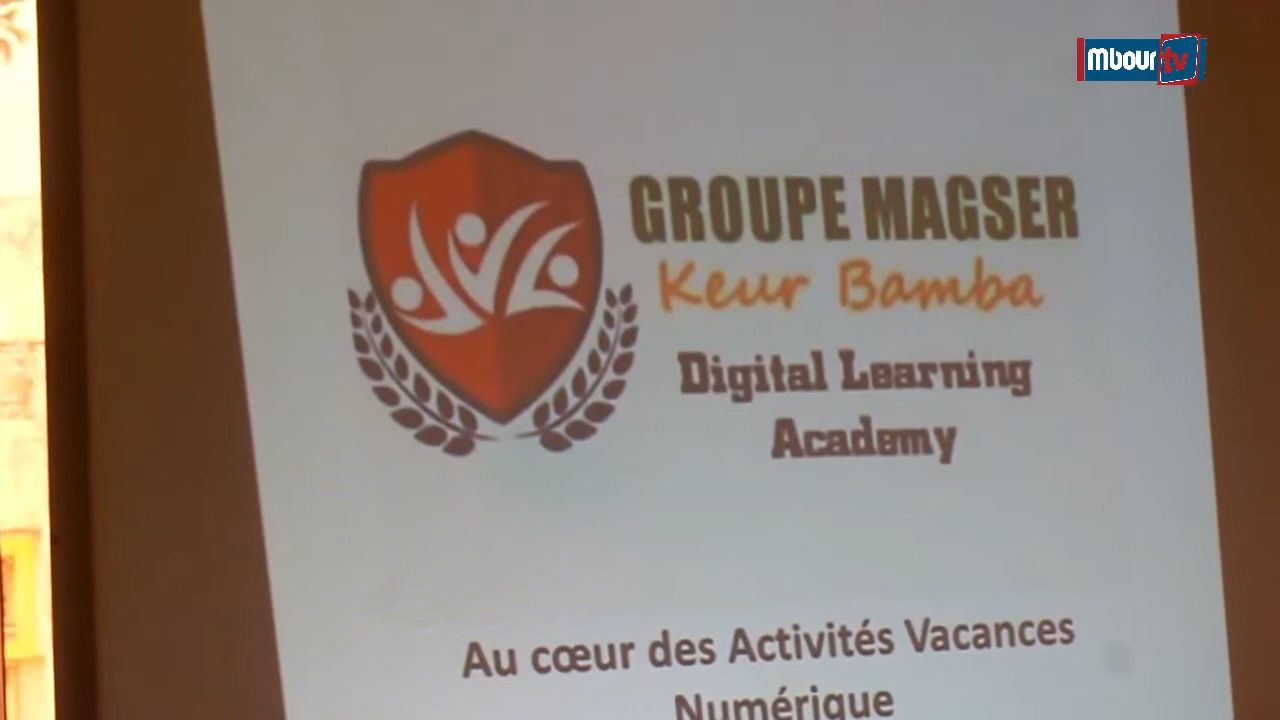 Mbour tv
GROUPE MAGSER
Keur Bamba
Digital Learning
Academy
Au cœur des Activités Vacances
Numérique